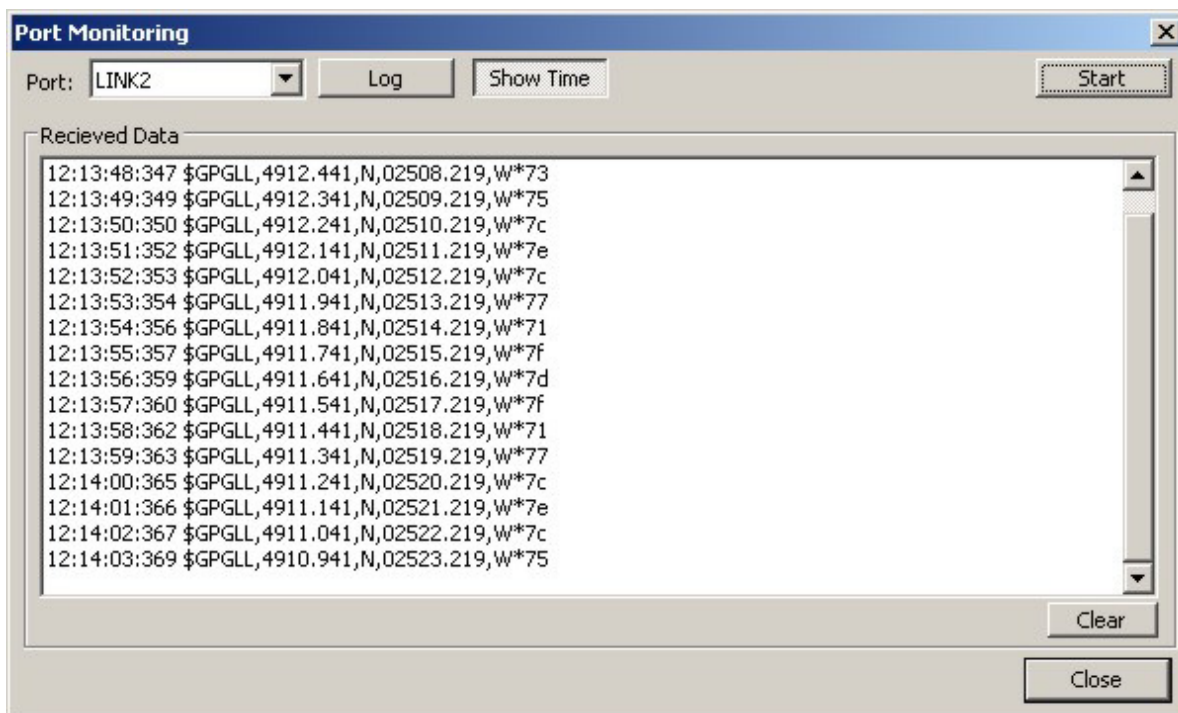 Port Monitoring
Port: LINK2 Log Show Time Start
Recieved Data
12:13:48:347 $GPGLL,4912.441,N,02508.219,W*73
12:13:49:349 $GPGLL,4912.341,N,02509.219,W*75
12:13:50:350 $GPGLL,4912.241,N,02510.219,W*7c
12:13:51:352 $GPGLL,4912.141,N,02511.219,W*7e
12:13:52:353 $GPGLL,4912.041,N,02512.219,W*7c
12:13:53:354 $GPGLL,4911.941,N,02513.219,W*77
12:13:54:356 $GPGLL,4911.841,N,02514.219,W*71
12:13:55:357 $GPGLL,4911.741,N,02515.219,W*7f
12:13:56:359 $GPGLL,4911.641,N,02516.219,W*7d
12:13:57:360 $GPGLL,4911.541,N,02517.219,W*7f
12:13:58:362 $GPGLL,4911.441,N,02518.219,W*71
12:13:59:363 $GPGLL,4911.341,N,02519.219,W*77
12:14:00:365 $GPGLL,4911.241,N,02520.219,W*7c
12:14:01:366 $GPGLL,4911.141,N,02521.219,W*7e
12:14:02:367 $GPGLL,4911.041,N,02522.219,W*7c
12:14:03:369 $GPGLL,4910.941,N,02523.219,W*75
Clear
Close